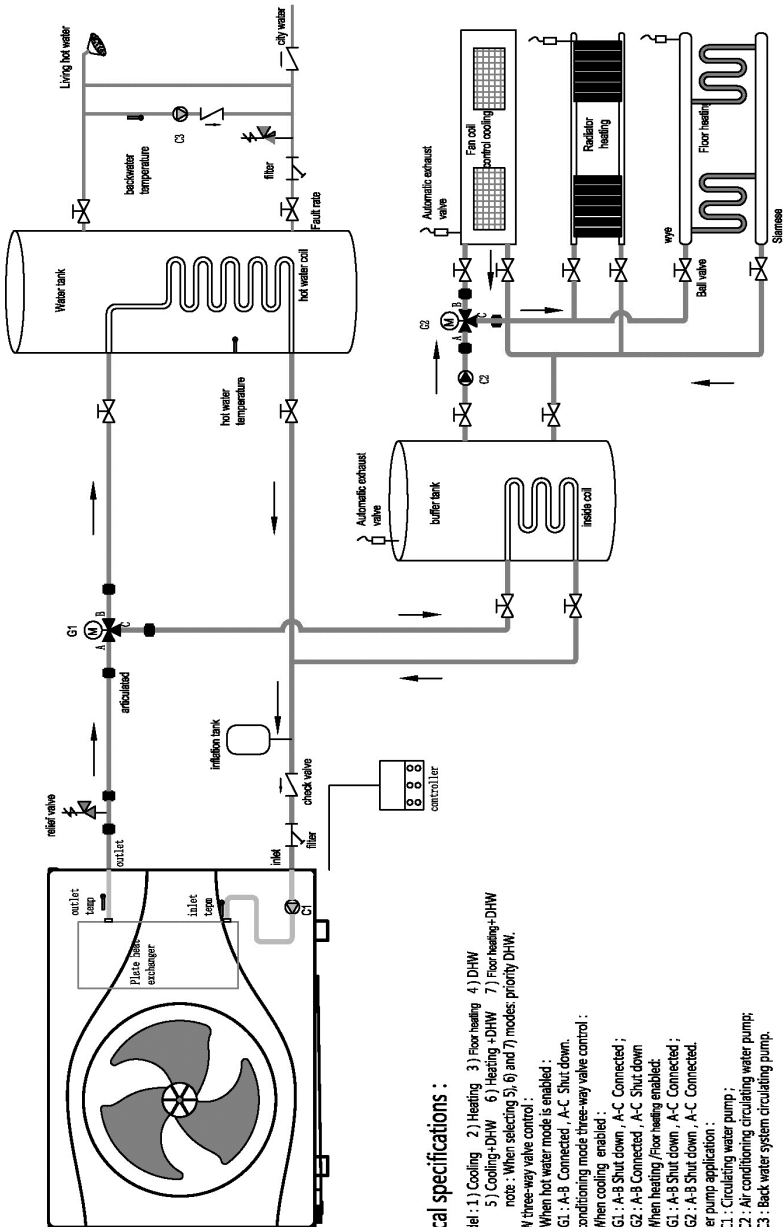 Living hot water
city water
backwater
temperature
C3
filter
Fault rate
Water tank
hot water coil
hot water
temperature
G1
M
A
B
C
articulated
relief valve
outlet
outlet
temp
Plate heat
exchanger
inlet
tepm
C1
inlet
filter
check valve
inflation tank
controller
Automatic exhaust
valve
buffer tank
inside coil
C2
G2
M
A
B
C
Automatic exhaust
valve
Fan coil
control cooling
Radiator
heating
wye
Ball valve
Floor heating
Siamese
cal specifications :
del : 1) Cooling 2) Heating 3) Floor heating 4) DHW
5) Cooling+DHW 6) Heating +DHW 7) Floor heating+DHW
note : When selecting 5), 6) and 7) modes: priority DHW.
W three-way valve control :
When hot water mode is enabled :
G1 : A-B Connected , A-C Shut down.
conditioning mode three-way valve control :
When cooling enabled :
G1 : A-B Shut down , A-C Connected ;
G2 : A-B Connected , A-C Shut down
When heating /Floor heating enabled:
G1 : A-B Shut down , A-C Connected ;
G2 : A-B Shut down , A-C Connected.
er pump application :
C1 : Circulating water pump ;
C2 : Air conditioning circulating water pump;
C3 : Back water system circulating pump.